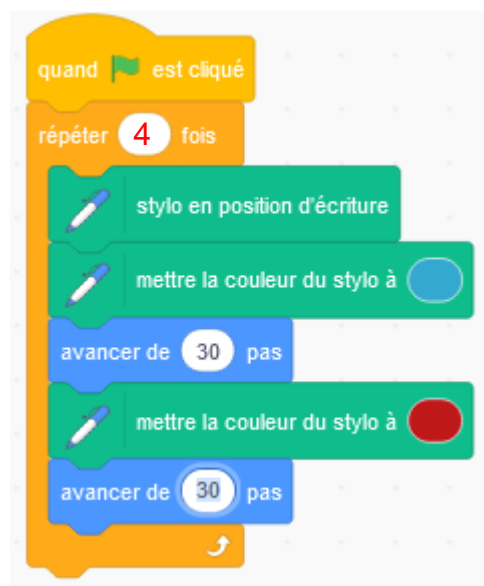 quand est cliqué
répéter 4 fois
stylo en position d'écriture
mettre la couleur du stylo à
avancer de 30 pas
mettre la couleur du stylo à
avancer de 30 pas